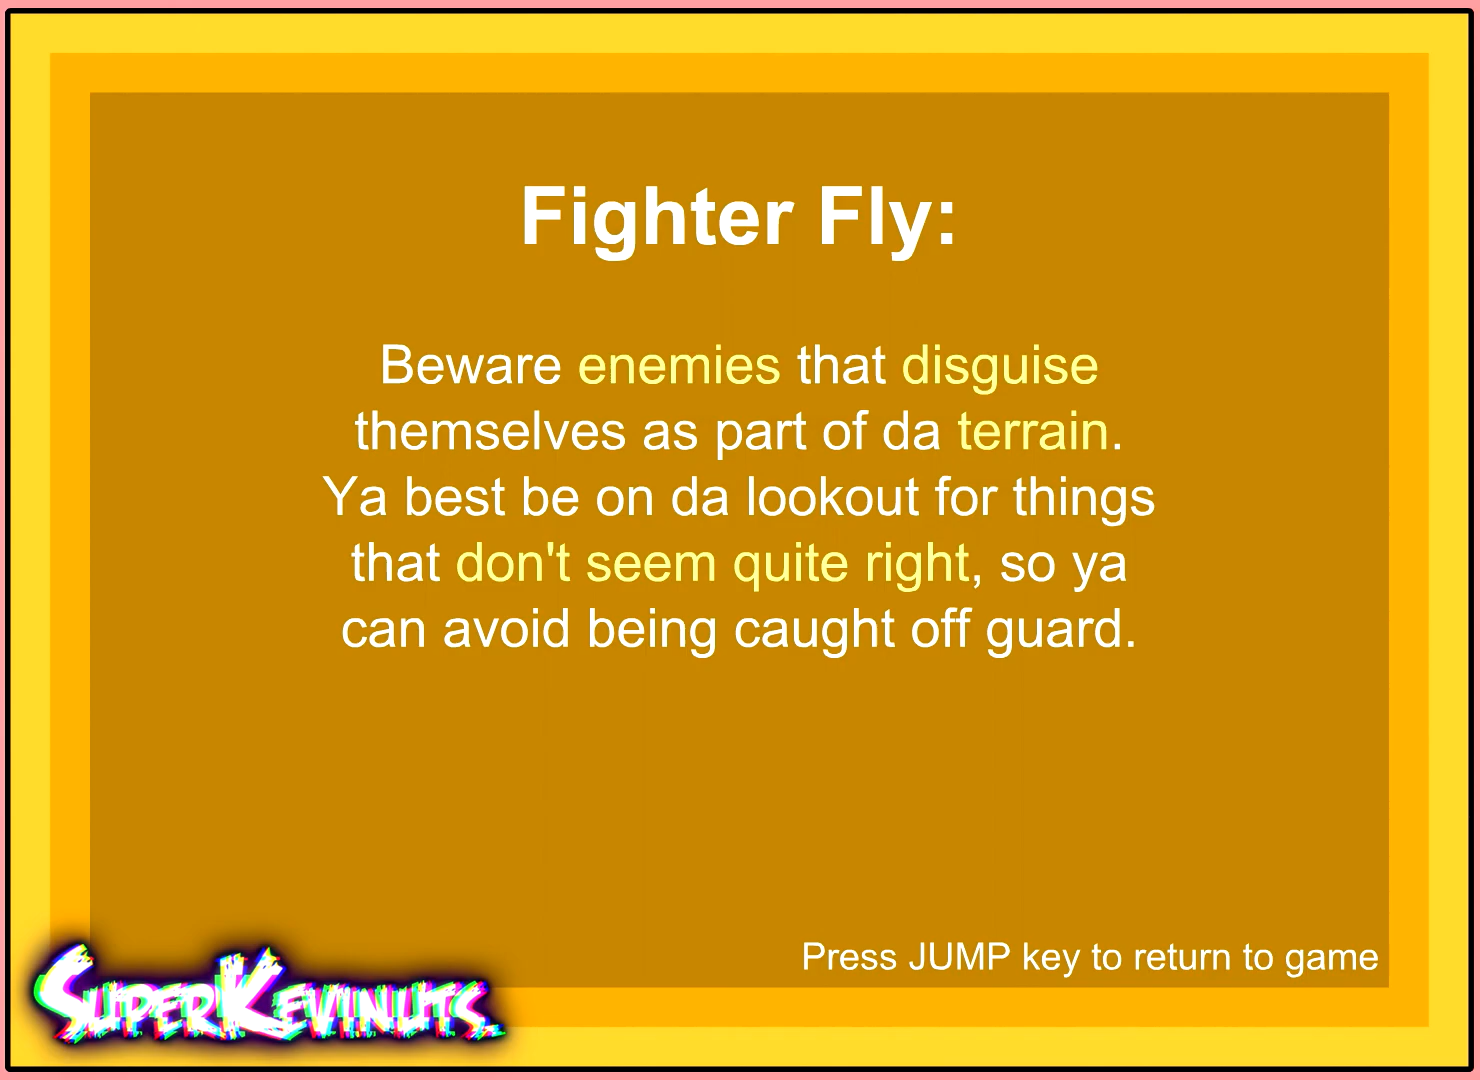 Fighter Fly:
Beware enemies that disguise
themselves as part of da terrain.
Ya best be on da lookout for things
that don't seem quite right, so ya
can avoid being caught off guard.
Press JUMP key to return to game
SUPERKEVINUTS